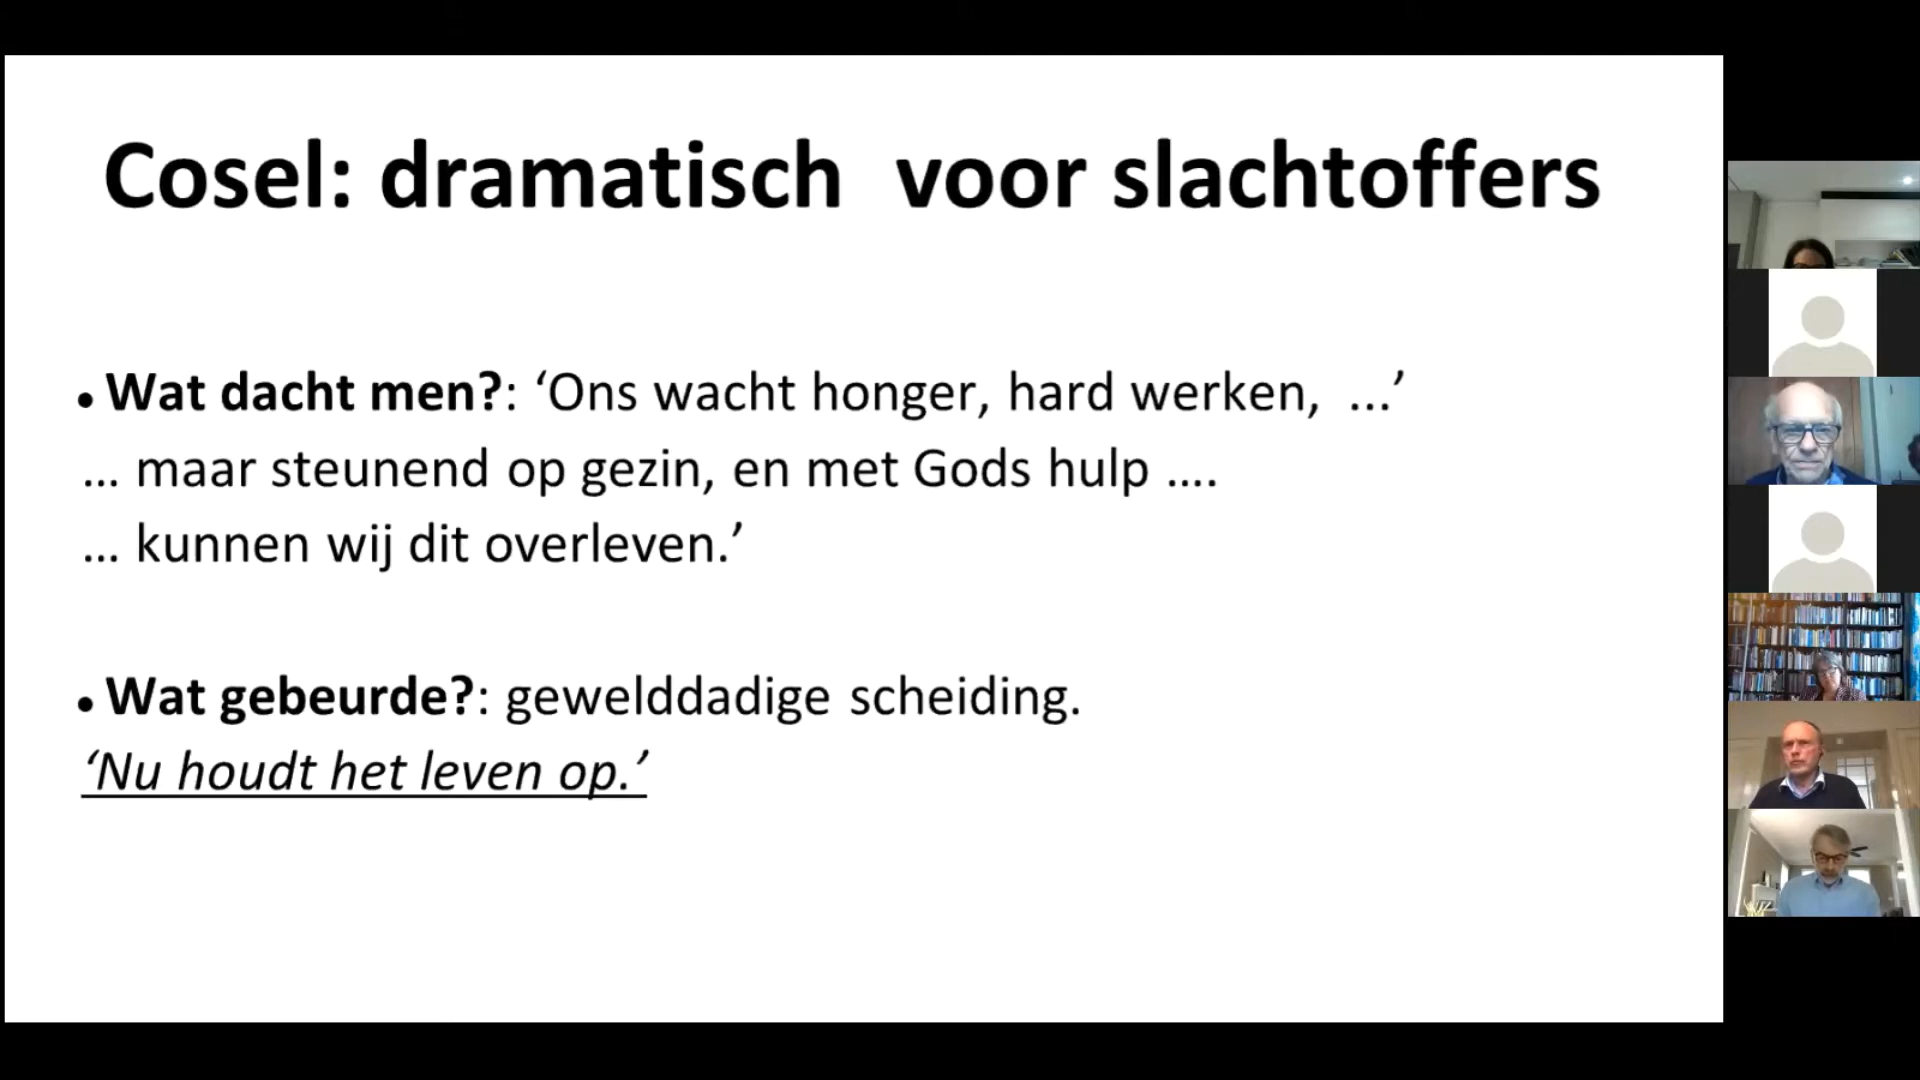 Cosel: dramatisch  voor slachtoffers
• Wat dacht men?: ‘Ons wacht honger, hard werken,  ...’
... maar steunend op gezin, en met Gods hulp ....
... kunnen wij dit overleven.’
• Wat gebeurde?: gewelddadige scheiding.
‘Nu houdt het leven op.’